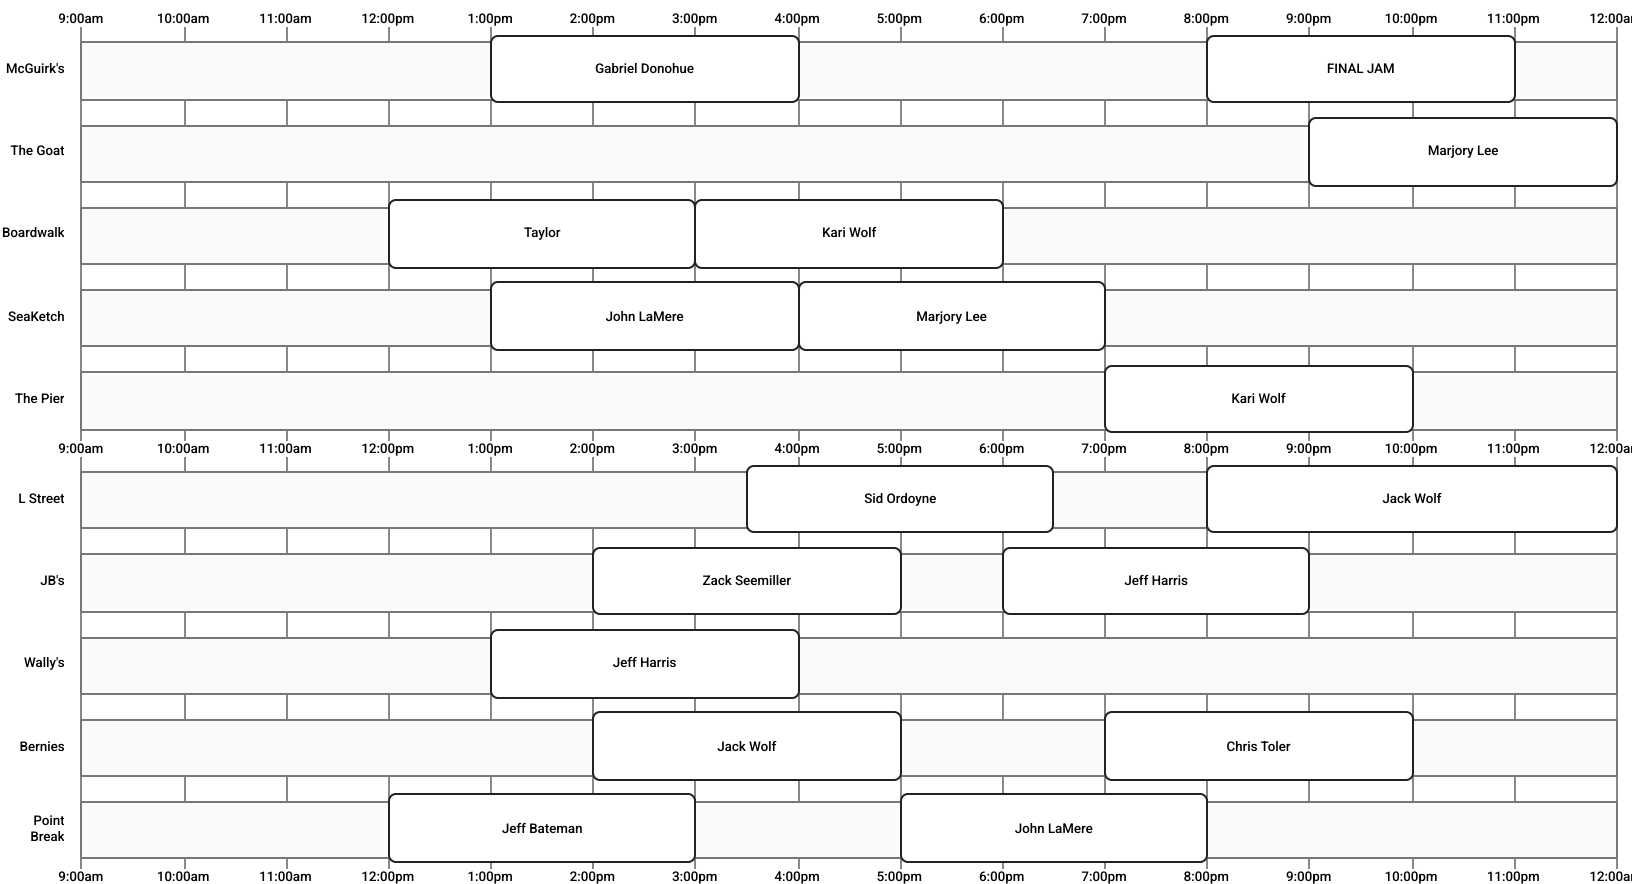 9:00am 10:00am 11:00am 12:00pm 1:00pm 2:00pm 3:00pm 4:00pm 5:00pm 6:00pm 7:00pm 8:00pm 9:00pm 10:00pm 11:00pm 12:00a
McGuirk's Gabriel Donohue FINAL JAM
The Goat Marjory Lee
Boardwalk Taylor Kari Wolf
SeaKetch John LaMere Marjory Lee
The Pier Kari Wolf
9:00am 10:00am 11:00am 12:00pm 1:00pm 2:00pm 3:00pm 4:00pm 5:00pm 6:00pm 7:00pm 8:00pm 9:00pm 10:00pm 11:00pm 12:00a
L Street Sid Ordoyne Jack Wolf
JB's Zack Seemiller Jeff Harris
Wally's Jeff Harris
Bernies Jack Wolf Chris Toler
Point
Break Jeff Bateman John LaMere
9:00am 10:00am 11:00am 12:00pm 1:00pm 2:00pm 3:00pm 4:00pm 5:00pm 6:00pm 7:00pm 8:00pm 9:00pm 10:00pm 11:00pm 12:00a